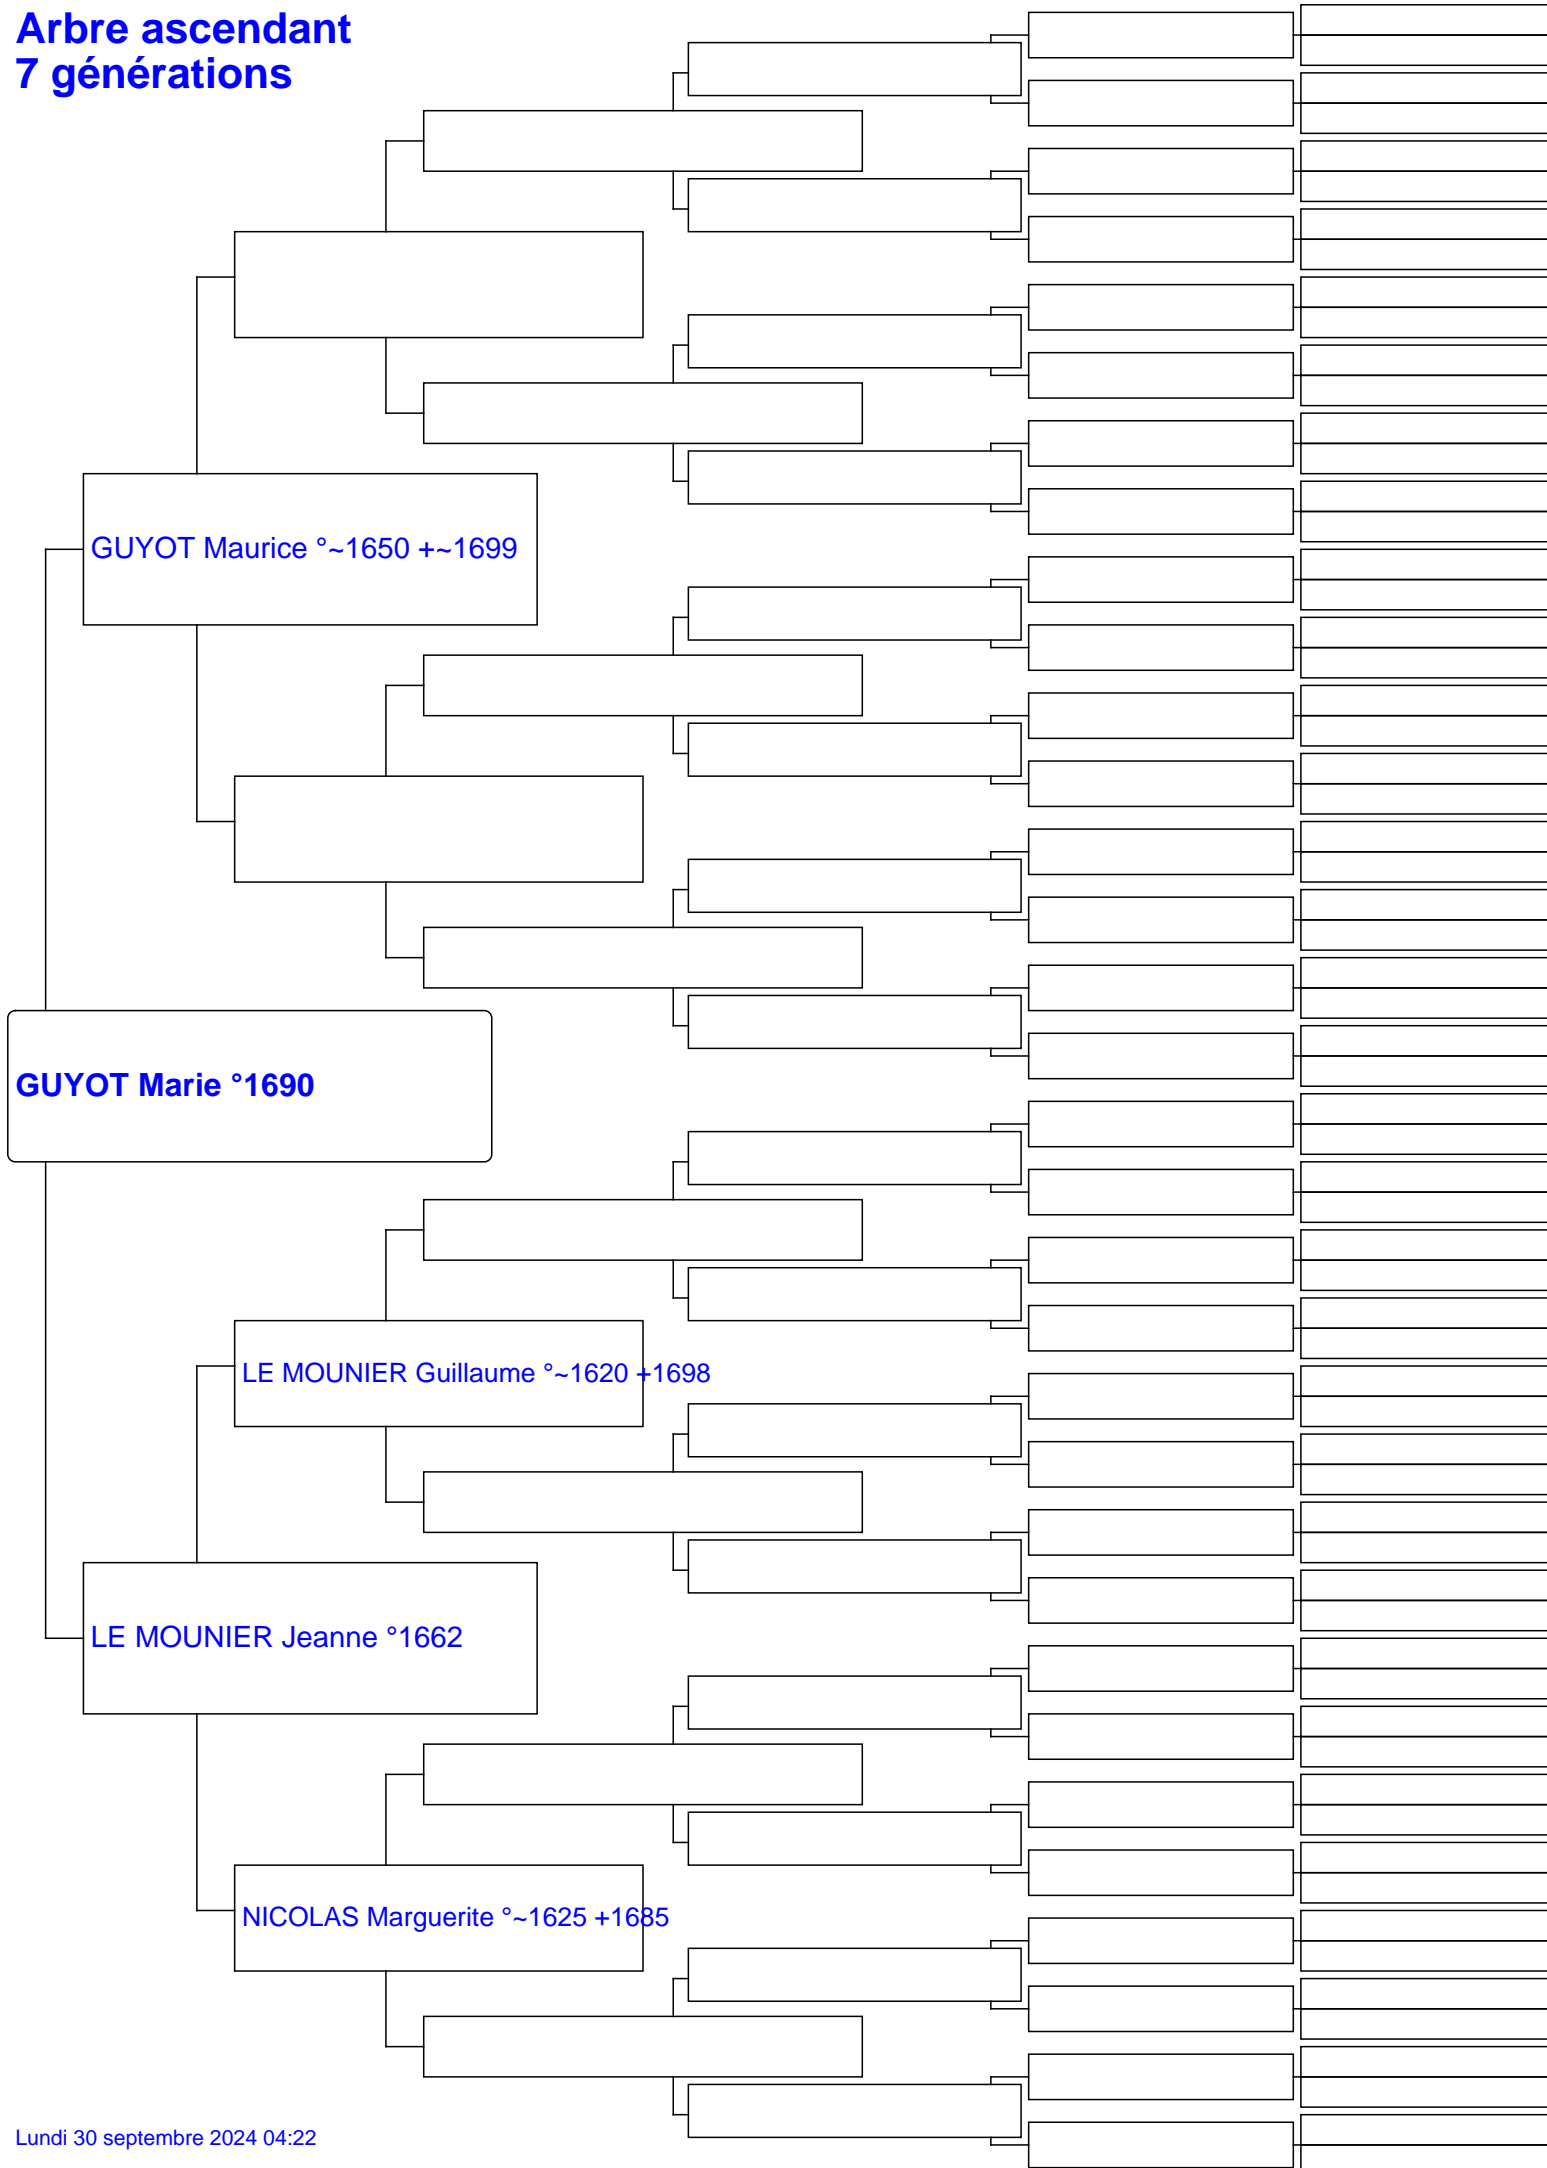 Arbre ascendant
7 générations
GUYOT Maurice °~1650 +~1699
GUYOT Marie °1690
LE MOUNIER Guillaume °~1620 +1698
LE MOUNIER Jeanne °1662
NICOLAS Marguerite °~1625 +1685
Lundi 30 septembre 2024 04:22